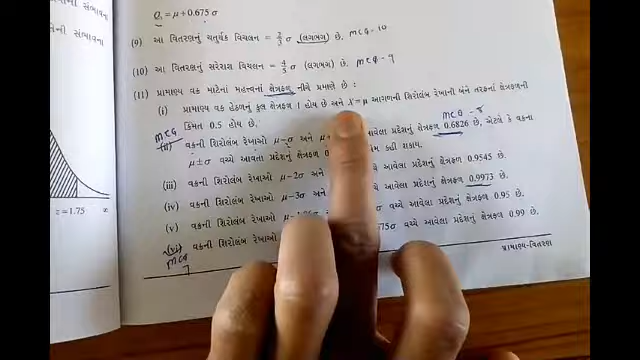 Q₃ = μ + 0.675 σ
(9) આ વિતરણનું ચતુર્થક વિચલન = 2/3 σ (લગભગ) છે. MCQ - 10
(10) આ વિતરણનું સરેરાશ વિચલન = 4/5 σ (લગભગ) છે. MCQ - 9
(11) પ્રામાણ્ય વક્ર માટેનાં મહત્ત્વનાં ક્ષેત્રફળ નીચે પ્રમાણે છે :
(i) પ્રામાણ્ય વક્ર હેઠળનું કુલ ક્ષેત્રફળ 1 હોય છે અને X = μ આગળની શિરોલંબ રેખાની બંને તરફનાં ક્ષેત્રફળની
કિંમત 0.5 હોય છે. MCQ - 8
MCQ (ii) વક્રની શિરોલંબ રેખાઓ μ – σ અને આવેલા પ્રદેશનું ક્ષેત્રફળ 0.6826 છે, એટલે કે વક્રના
μ ± σ વચ્ચે આવતા પ્રદેશનું ક્ષેત્રફળ કહી શકાય.
(iii) વક્રની શિરોલંબ રેખાઓ μ – 2σ અને આવેલા પ્રદેશનું ક્ષેત્રફળ 0.9545 છે.
(iv) વક્રની શિરોલંબ રેખાઓ μ – 3σ અને આવેલા પ્રદેશનું ક્ષેત્રફળ 0.9973 છે.
(v) વક્રની શિરોલંબ રેખાઓ σ વચ્ચે આવેલા પ્રદેશનું ક્ષેત્રફળ 0.95 છે.
(vi) વક્રની શિરોલંબ રેખાઓ 75σ વચ્ચે આવેલા પ્રદેશનું ક્ષેત્રફળ 0.99 છે.
MCQ
7
z = 1.75 ∞
પ્રામાણ્ય-વિતરણ